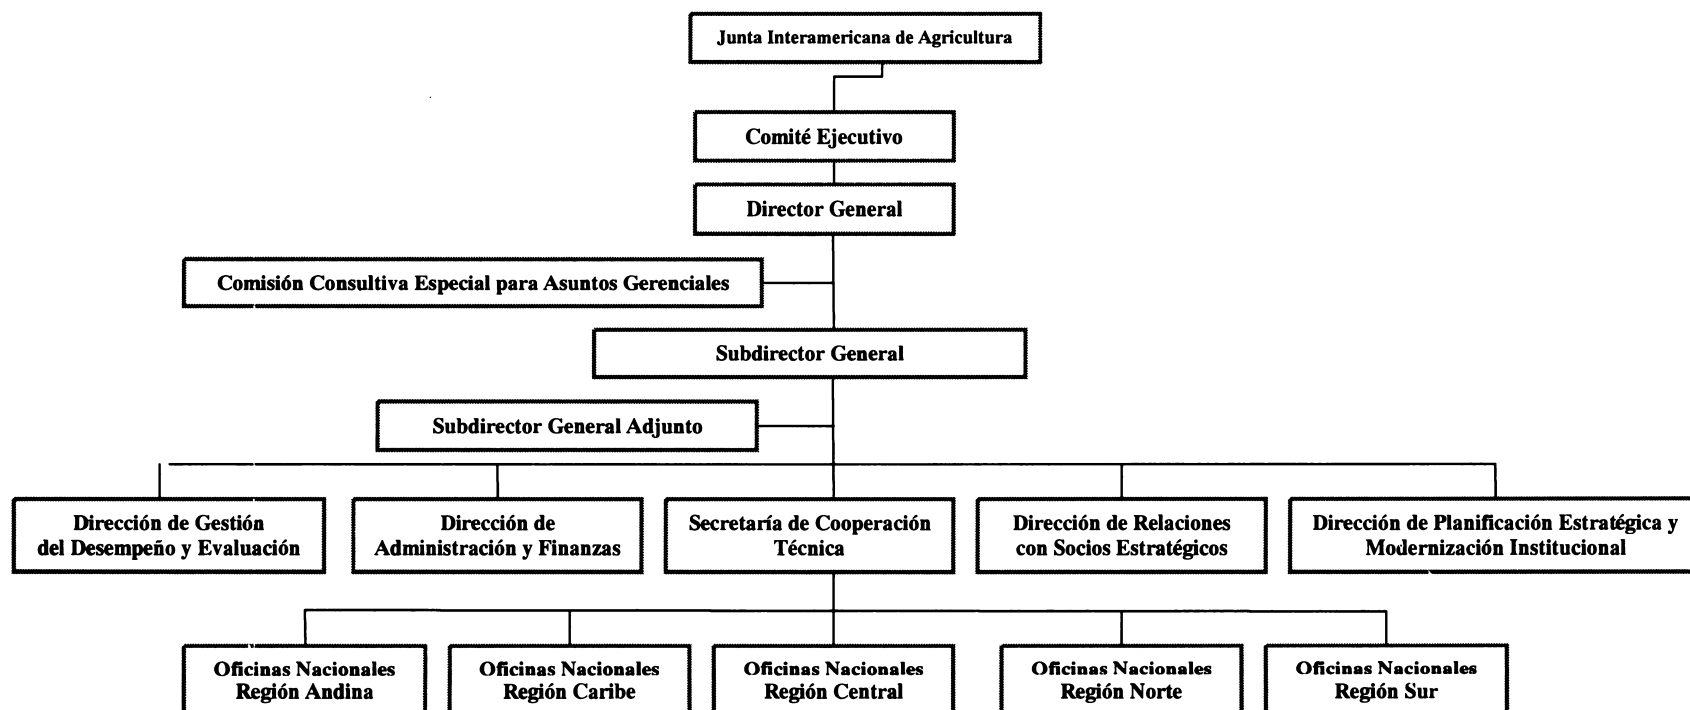 Junta Interamericana de Agricultura
Comité Ejecutivo
Director General
Comisión Consultiva Especial para Asuntos Gerenciales
Subdirector General
Subdirector General Adjunto
Dirección de Gestión
del Desempeño y Evaluación
Dirección de
Administración y Finanzas
Secretaría de Cooperación
Técnica
Dirección de Relaciones
con Socios Estratégicos
Dirección de Planificación Estratégica y
Modernización Institucional
Oficinas Nacionales
Región Andina
Oficinas Nacionales
Región Caribe
Oficinas Nacionales
Región Central
Oficinas Nacionales
Región Norte
Oficinas Nacionales
Región Sur